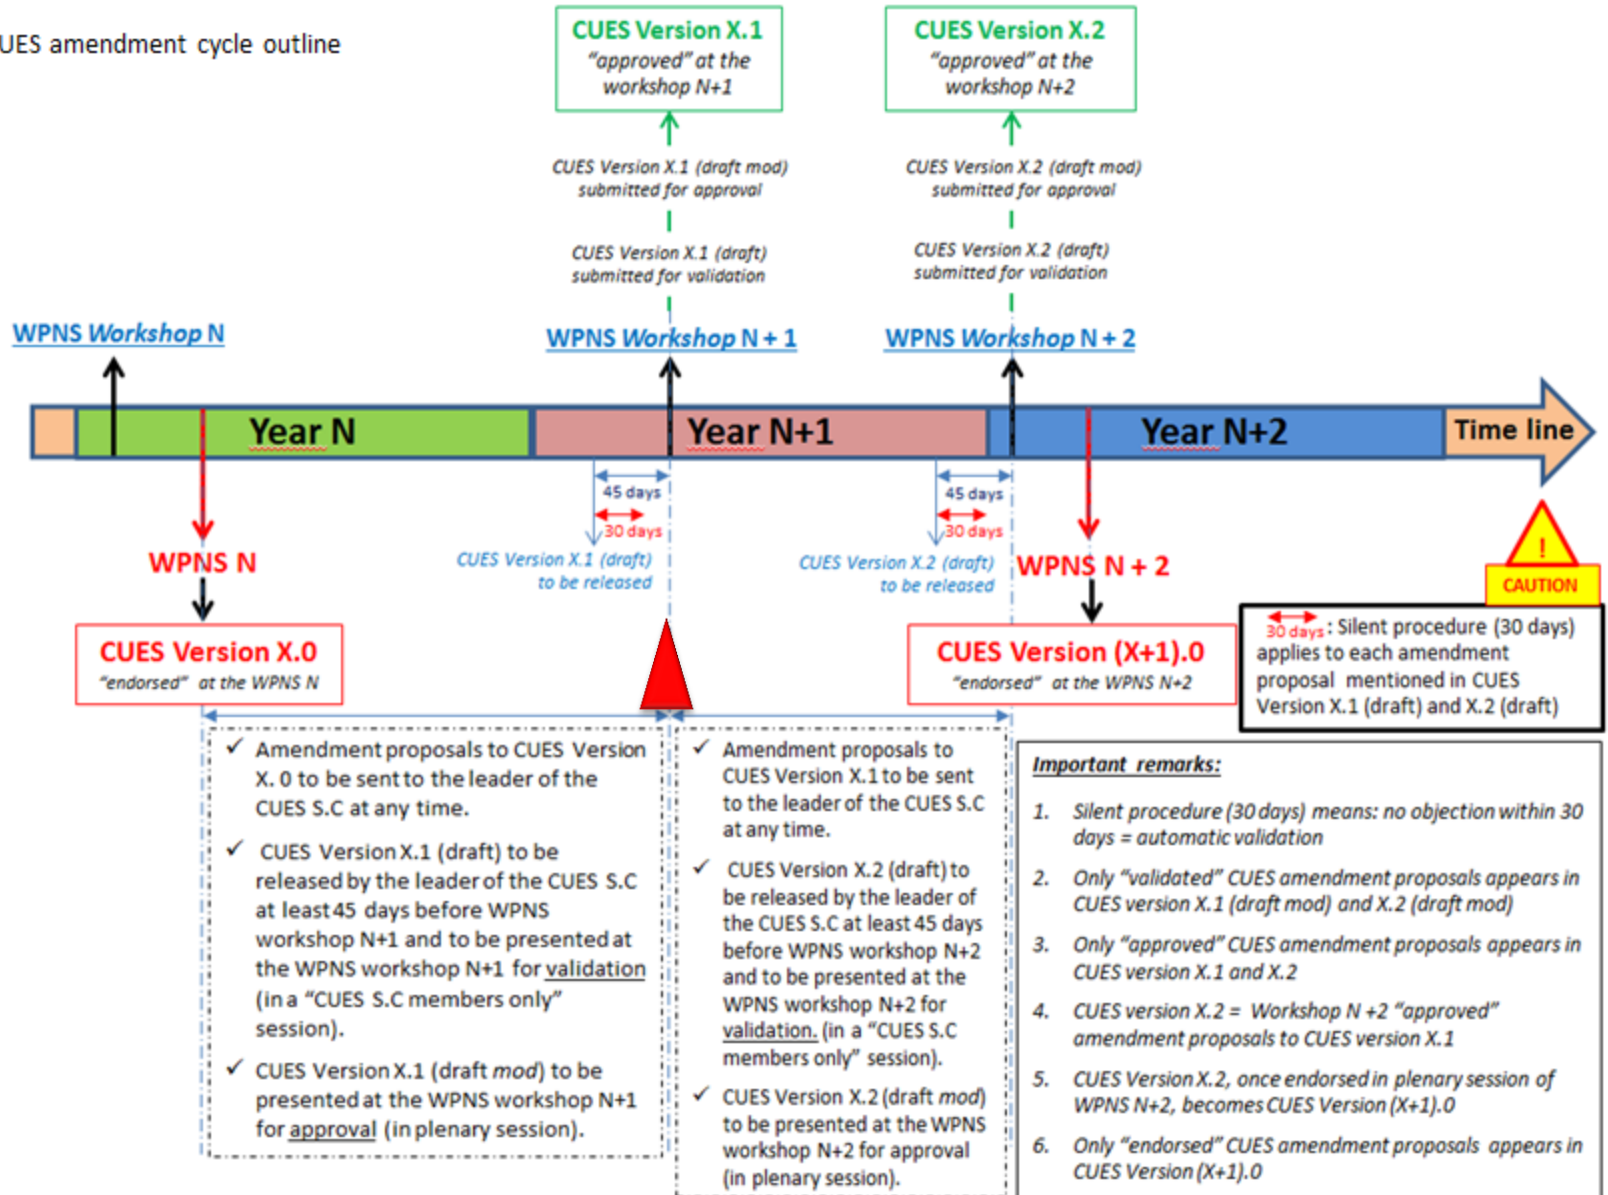 UES amendment cycle outline
CUES Version X.1
“approved” at the
workshop N+1
CUES Version X.2
“approved” at the
workshop N+2
CUES Version X.1 (draft mod)
submitted for approval
CUES Version X.2 (draft mod)
submitted for approval
CUES Version X.1 (draft)
submitted for validation
CUES Version X.2 (draft)
submitted for validation
WPNS Workshop N
WPNS Workshop N + 1
WPNS Workshop N + 2
Year N
Year N+1
Year N+2
Time line
45 days
30 days
45 days
30 days
CUES Version X.1 (draft)
to be released
CUES Version X.2 (draft)
to be released
WPNS N
WPNS N + 2
!
CAUTION
CUES Version X.0
“endorsed” at the WPNS N
CUES Version (X+1).0
“endorsed” at the WPNS N+2
30 days : Silent procedure (30 days)
applies to each amendment
proposal mentioned in CUES
Version X.1 (draft) and X.2 (draft)
✓ Amendment proposals to CUES Version
X. 0 to be sent to the leader of the
CUES S.C at any time.
✓ CUES Version X.1 (draft) to be
released by the leader of the CUES S.C
at least 45 days before WPNS
workshop N+1 and to be presented at
the WPNS workshop N+1 for validation
(in a “CUES S.C members only”
session).
✓ CUES Version X.1 (draft mod) to be
presented at the WPNS workshop N+1
for approval (in plenary session).
✓ Amendment proposals to
CUES Version X.1 to be sent
to the leader of the CUES S.C
at any time.
✓ CUES Version X.2 (draft) to
be released by the leader of
the CUES S.C at least 45 days
before WPNS workshop N+2
and to be presented at the
WPNS workshop N+2 for
validation. (in a “CUES S.C
members only” session).
✓ CUES Version X.2 (draft mod)
to be presented at the WPNS
workshop N+2 for approval
(in plenary session).
Important remarks:
1. Silent procedure (30 days) means: no objection within 30
days = automatic validation
2. Only “validated” CUES amendment proposals appears in
CUES version X.1 (draft mod) and X.2 (draft mod)
3. Only “approved” CUES amendment proposals appears in
CUES version X.1 and X.2
4. CUES version X.2 = Workshop N +2 “approved”
amendment proposals to CUES version X.1
5. CUES Version X.2, once endorsed in plenary session of
WPNS N+2, becomes CUES Version (X+1).0
6. Only “endorsed” CUES amendment proposals appears in
CUES Version (X+1).0